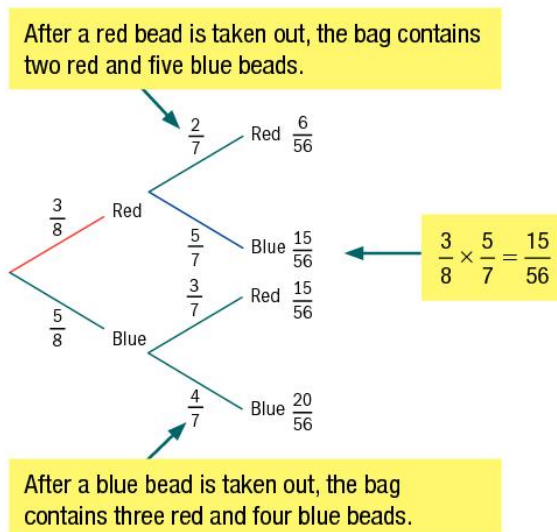 After a red bead is taken out, the bag contains
two red and five blue beads.
2/7
Red 6/56
3/8
Red
5/7
Blue 15/56
3/8 × 5/7 = 15/56
3/7
Red 15/56
5/8
Blue
4/7
Blue 20/56
After a blue bead is taken out, the bag
contains three red and four blue beads.